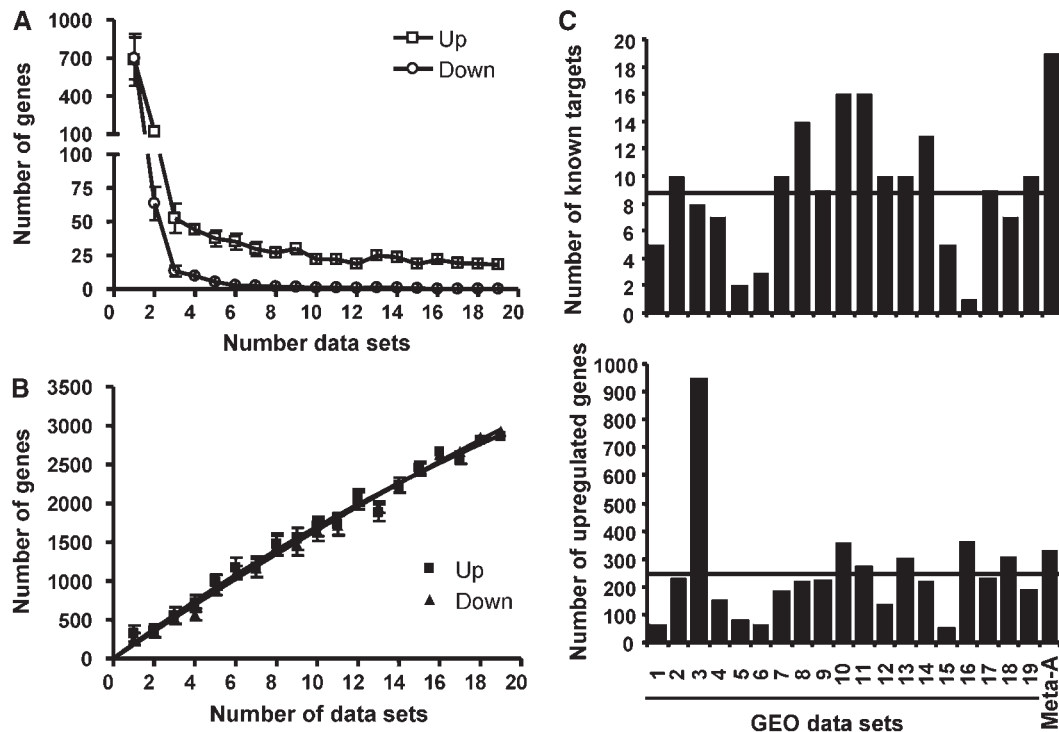 A
Number of genes
1000
700
400
100
100
75
50
25
0
Up
Down
0 2 4 6 8 10 12 14 16 18 20
Number data sets
B
Number of genes
3500
3000
2500
2000
1500
1000
500
0
Up
Down
0 2 4 6 8 10 12 14 16 18 20
Number of data sets
C
Number of known targets
20
18
16
14
12
10
8
6
4
2
0
Number of upregulated genes
1000
900
800
700
600
500
400
300
200
100
0
1 2 3 4 5 6 7 8 9 10 11 12 13 14 15 16 17 18 19 Meta-A
GEO data sets